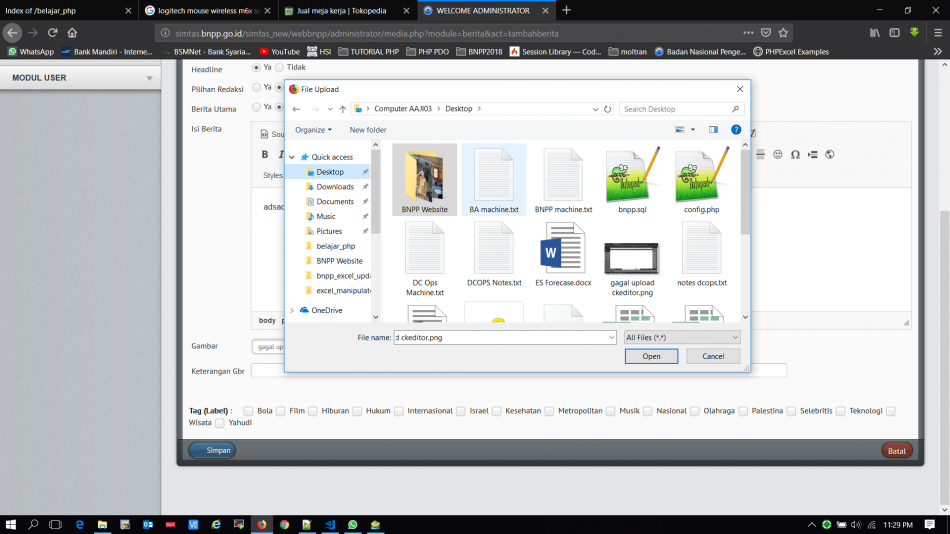 Index of /belajar_php
logitech mouse wireless m6x s
Jual meja kerja | Tokopedia
WELCOME ADMINISTRATOR
simtas.bnpp.go.id/simtas_new/webbnpp/administrator/media.php?module=berita&act=tambahberita
WhatsApp
Bank Mandiri - Interne...
BSMNet - Bank Syaria...
YouTube
HSI
TUTORIAL PHP
PHP PDO
BNPP2018
Session Library — Cod...
moltran
Badan Nasional Penge...
PHPExcel Examples
MODUL USER
Headline
Ya
Tidak
Pilihan Redaksi
Ya
Berita Utama
Ya
Isi Berita
Sou
B
I
Styles
adsad
body
File Upload
Computer AAJI03
Desktop
Search Desktop
Organize
New folder
Quick access
Desktop
Downloads
Documents
Music
Pictures
belajar_php
BNPP Website
bnpp_excel_upda
excel_manipulat
OneDrive
BNPP Website
BA machine.txt
BNPP machine.txt
bnpp.sql
config.php
DC Ops
Machine.txt
DCOPS Notes.txt
ES Forecase.docx
gagal upload
ckeditor.png
notes dcops.txt
File name:
d ckeditor.png
All Files (*.*)
Open
Cancel
Gambar
gagal up
Keterangan Gbr
Tag (Label) :
Bola
Film
Hiburan
Hukum
Internasional
Israel
Kesehatan
Metropolitan
Musik
Nasional
Olahraga
Palestina
Selebritis
Teknologi
Wisata
Yahudi
Simpan
Batal
11:29 PM